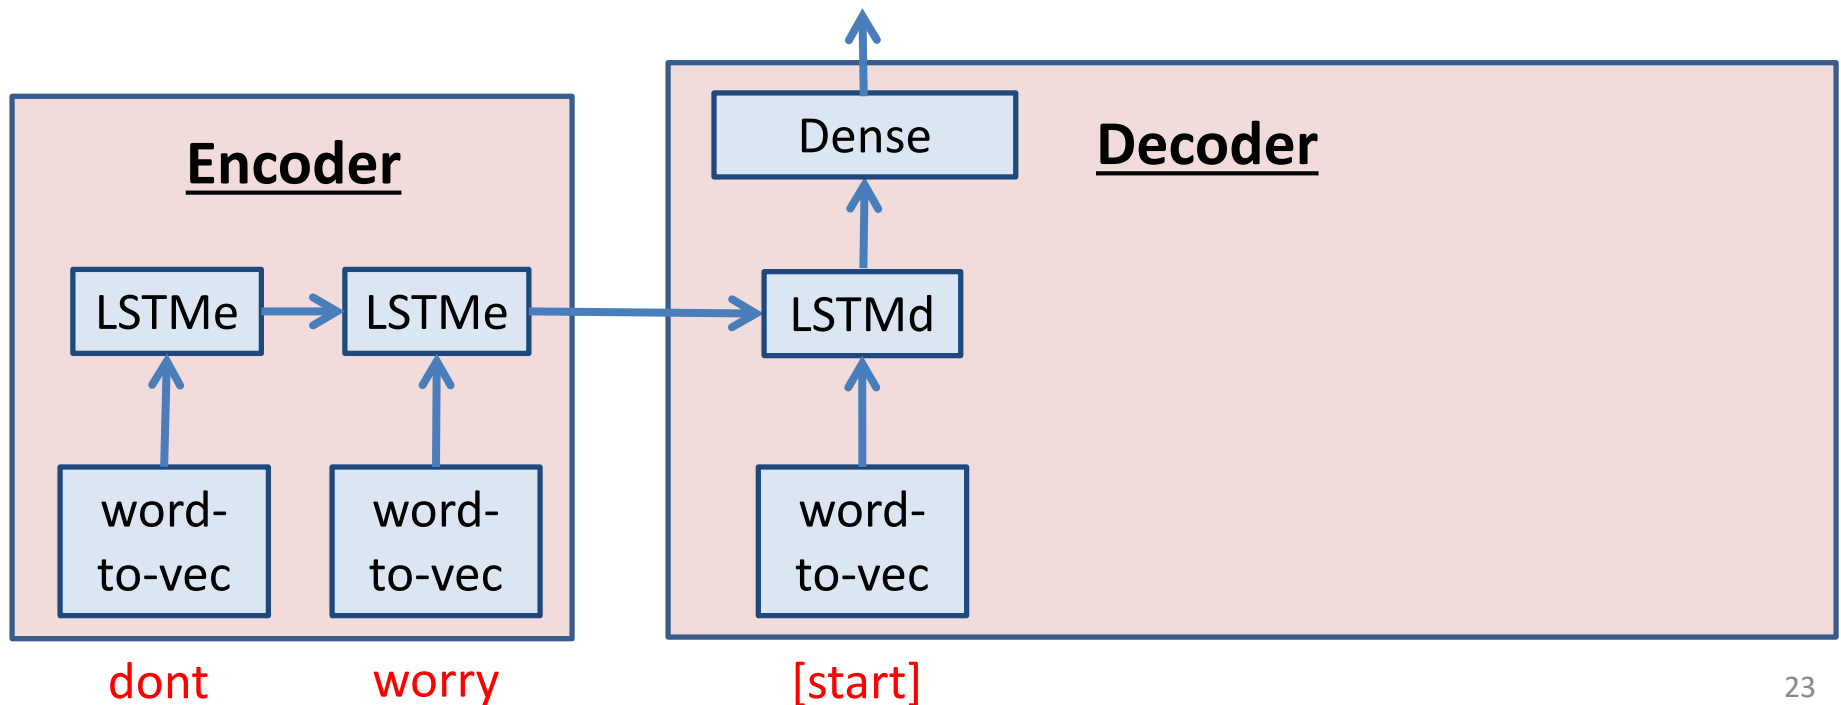 Encoder
LSTMe
LSTMe
word-
to-vec
word-
to-vec
dont
worry
Decoder
Dense
LSTMd
word-
to-vec
[start]
23